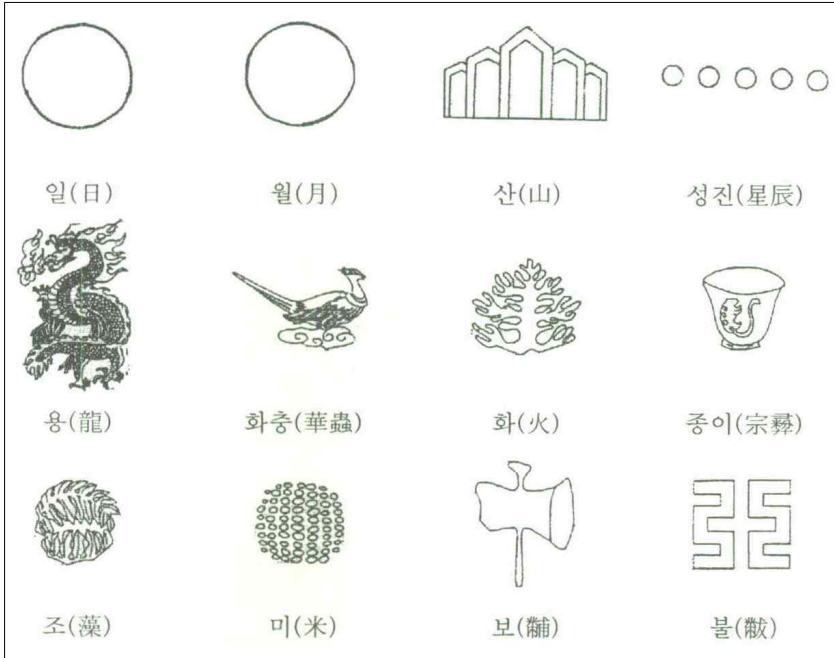 일(日) 월(月) 산(山) 성진(星辰)
용(龍) 화충(華蟲) 화(火) 종이(宗彛)
조(藻) 미(米) 보(黼) 불(黻)